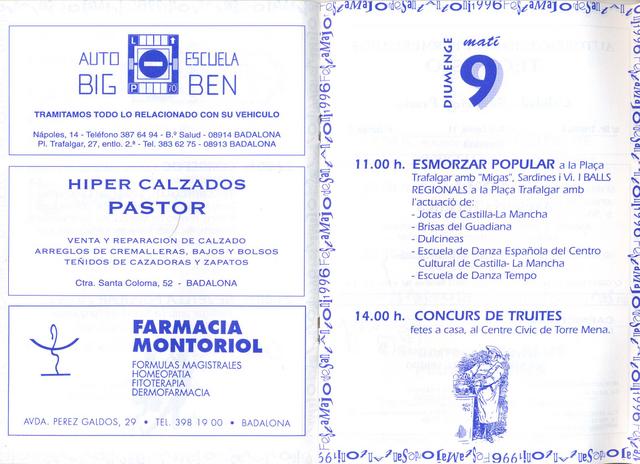 AUTO ESCUELA
BIG BEN
L
P 70
TRAMITAMOS TODO LO RELACIONADO CON SU VEHICULO
Nápoles, 14 - Teléfono 387 64 94 - B.º Salud - 08914 BADALONA
Pl. Trafalgar, 27, entlo. 2.ª - Tel. 383 62 75 - 08913 BADALONA
HIPER CALZADOS
PASTOR
VENTA Y REPARACION DE CALZADO
ARREGLOS DE CREMALLERAS, BAJOS Y BOLSOS
TEÑIDOS DE CAZADORAS Y ZAPATOS
Ctra. Santa Coloma, 52 - BADALONA
FARMACIA
MONTORIOL
FORMULAS MAGISTRALES
HOMEOPATIA
FITOTERAPIA
DERMOFARMACIA
AVDA. PEREZ GALDOS, 29 • TEL. 398 19 00 • BADALONA
DIUMENGE
matí
9
11.00 h. ESMORZAR POPULAR a la Plaça
Trafalgar amb "Migas", Sardines i Vi. I BALLS
REGIONALS a la Plaça Trafalgar amb
l'actuació de:
- Jotas de Castilla-La Mancha
- Brisas del Guadiana
- Dulcineas
- Escuela de Danza Española del Centro
Cultural de Castilla- La Mancha
- Escuela de Danza Tempo
14.00 h. CONCURS DE TRUITES
fetes a casa, al Centre Cívic de Torre Mena.